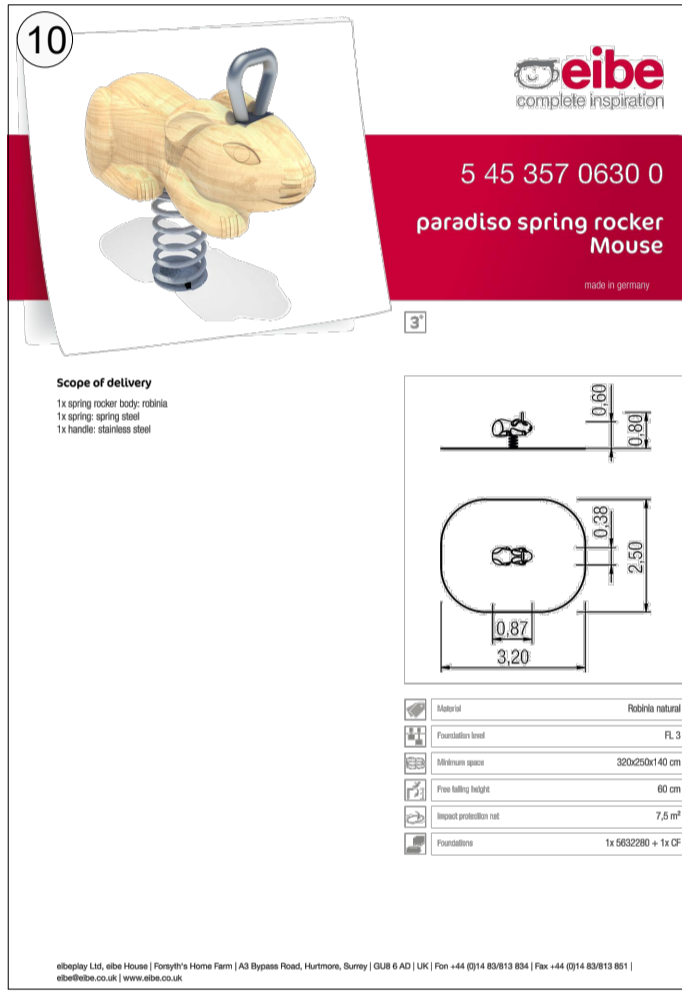 10
eibe
complete inspiration
5 45 357 0630 0
paradiso spring rocker
Mouse
made in germany
3+
Scope of delivery
1x spring rocker body: robinia
1x spring: spring steel
1x handle: stainless steel
0,60
0,80
0,38
2,50
0,87
3,20
Material Robinia natural
Foundation level FL 3
Minimum space 320x250x140 cm
Free falling height 60 cm
Impact protection net 7,5 m²
Foundations 1x 5632280 + 1x CF
eibeplay Ltd, eibe House | Forsyth's Home Farm | A3 Bypass Road, Hurtmore, Surrey | GU8 6 AD | UK | Fon +44 (0)14 83/813 834 | Fax +44 (0)14 83/813 851 |
eibe@eibe.co.uk | www.eibe.co.uk